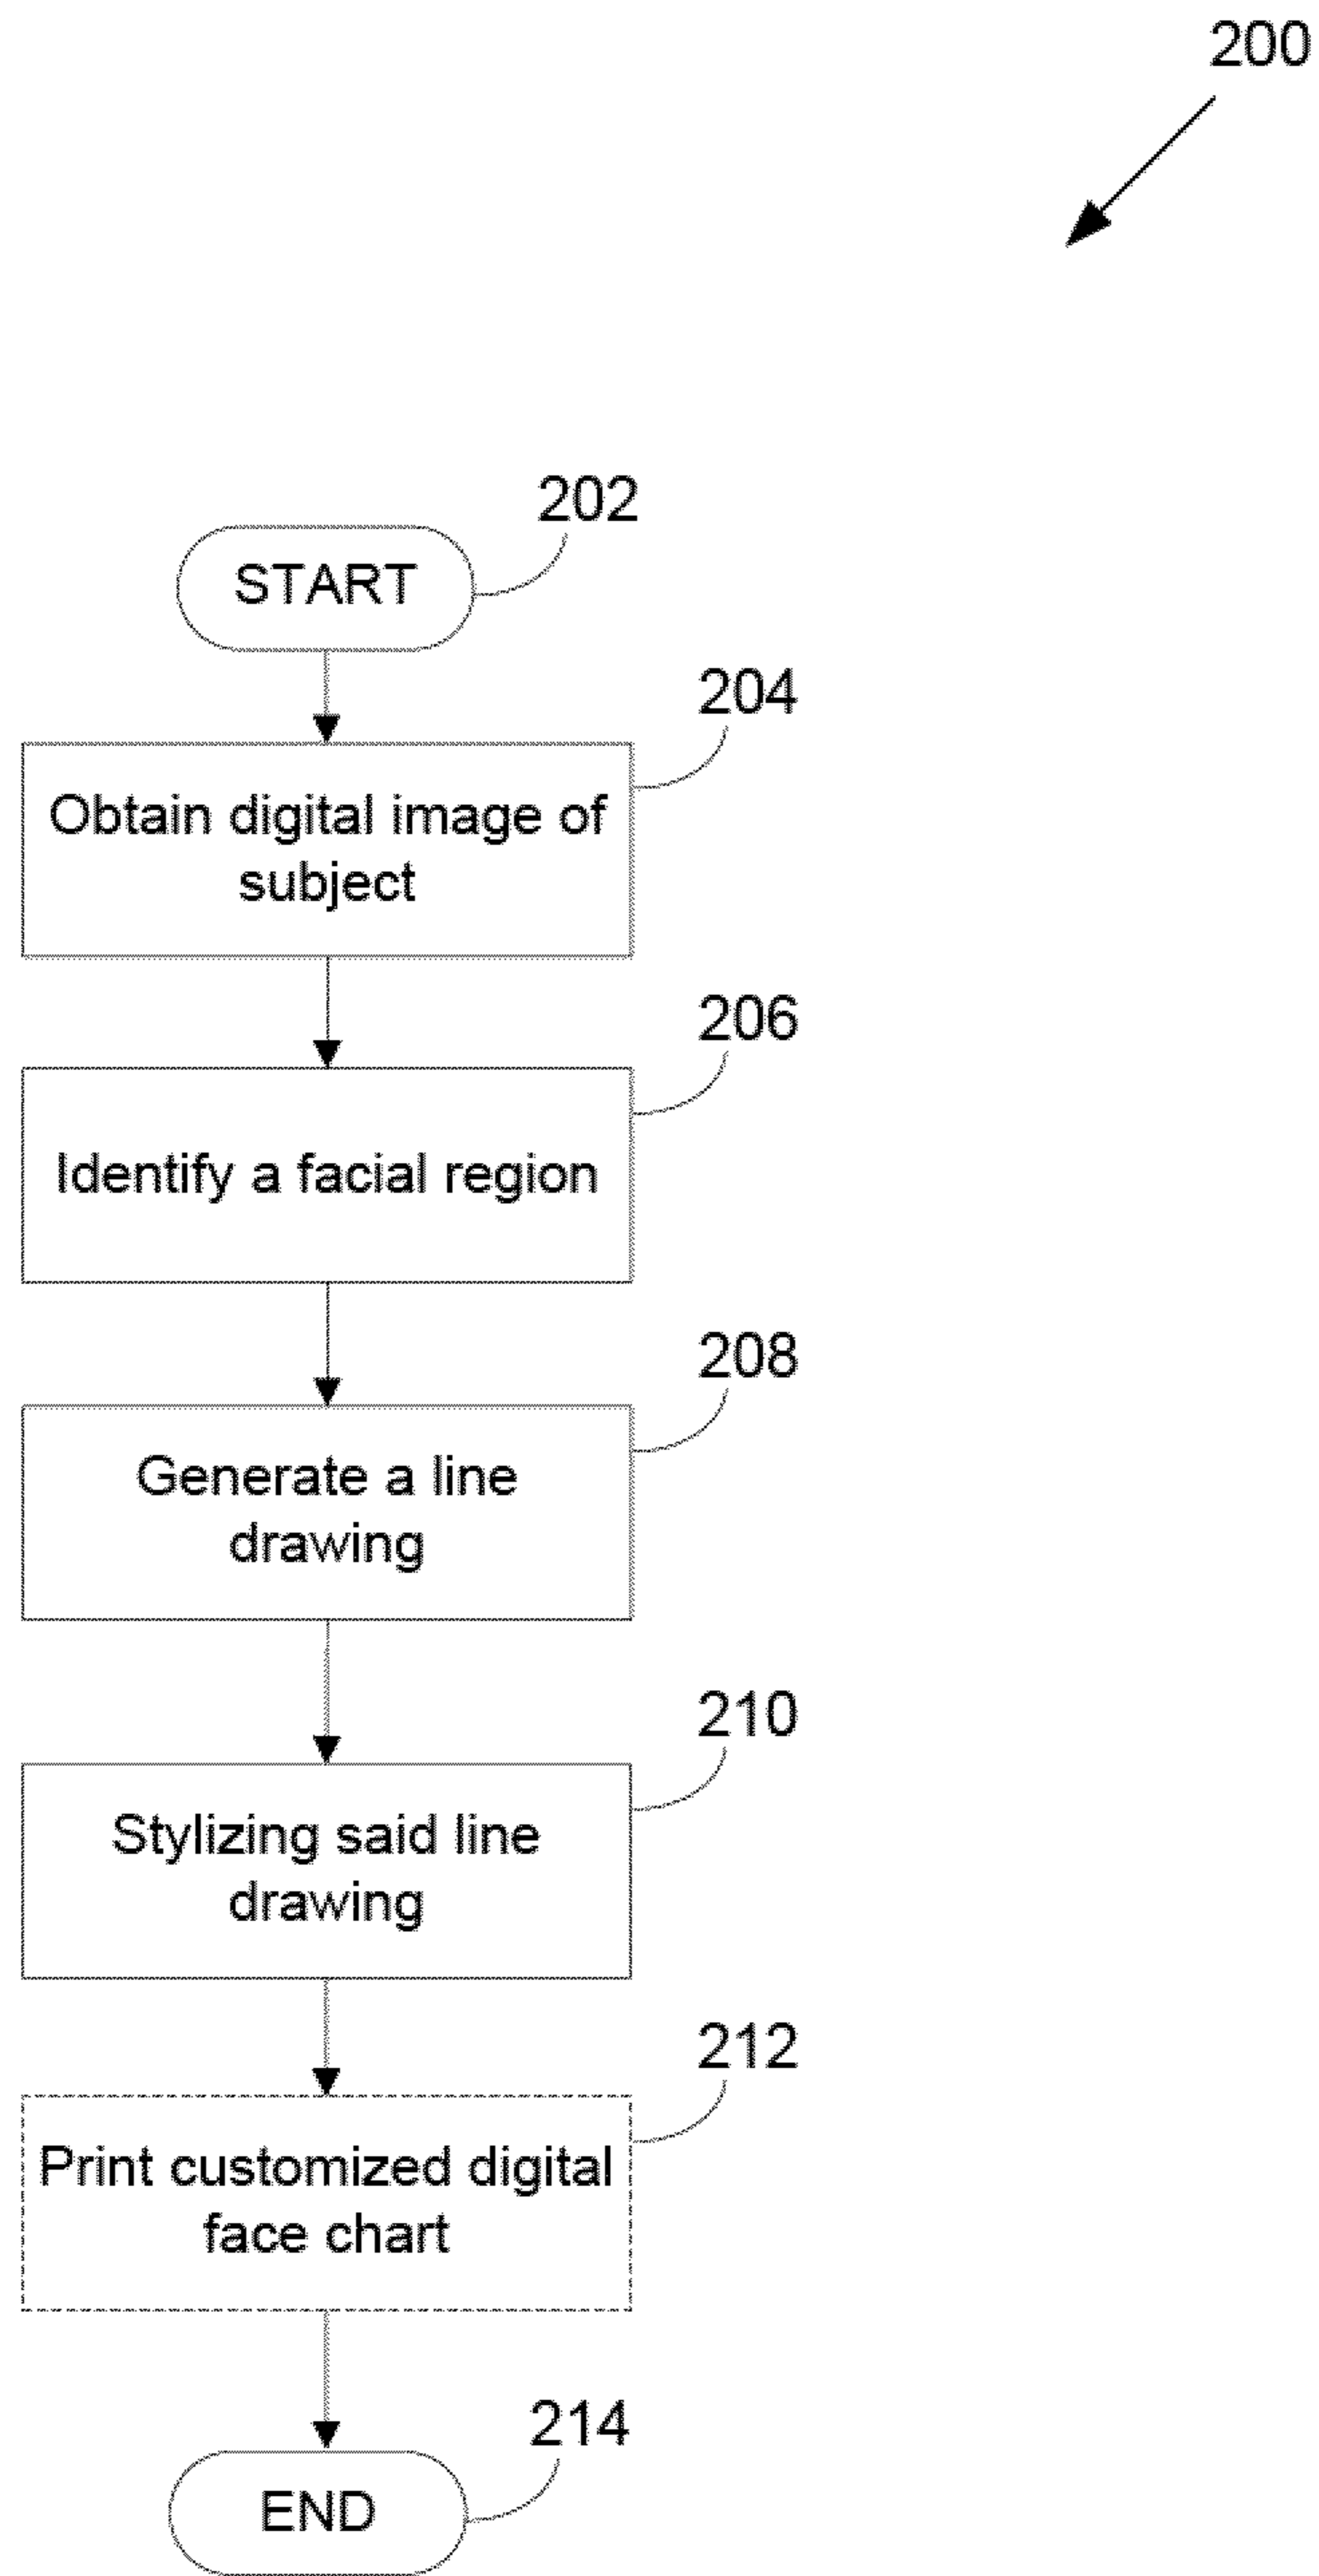 200
202
START
204
Obtain digital image of
subject
206
Identify a facial region
208
Generate a line
drawing
210
Stylizing said line
drawing
212
Print customized digital
face chart
214
END